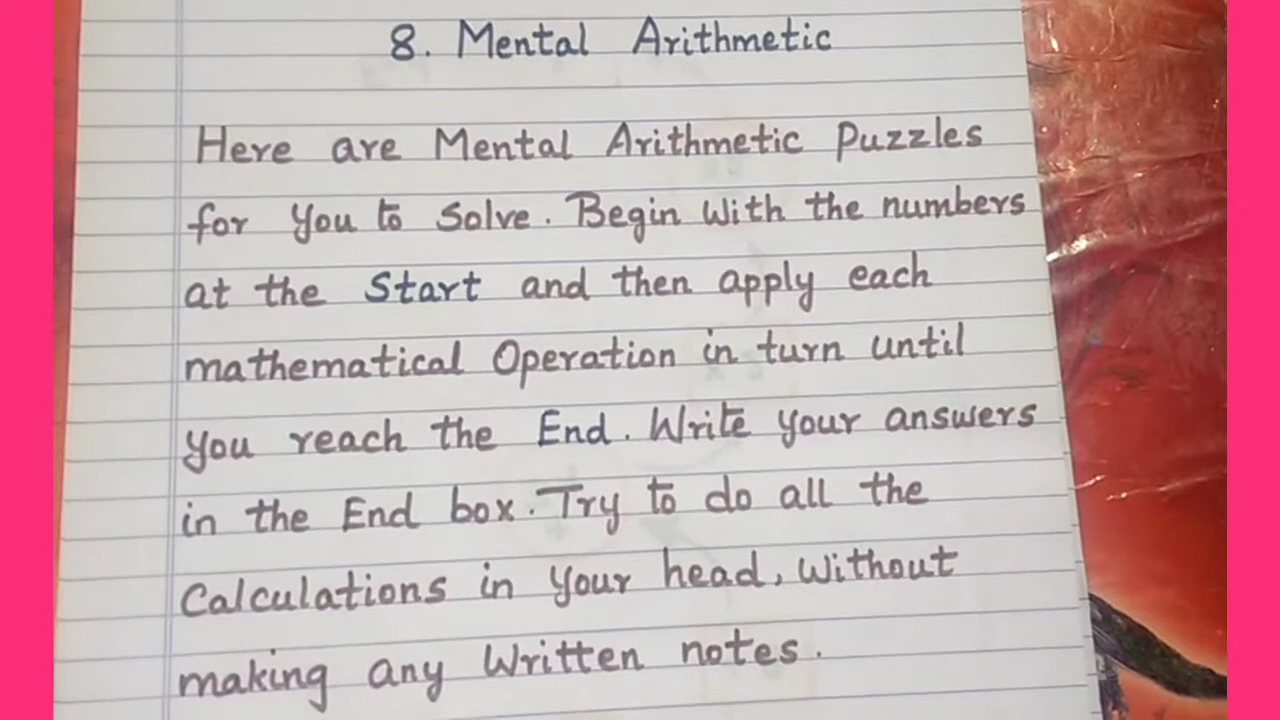 8. Mental Arithmetic
Here are Mental Arithmetic Puzzles
for you to Solve. Begin With the numbers
at the Start and then apply each
mathematical Operation in turn until
you reach the End. Write your answers
in the End box. Try to do all the
Calculations in your head, Without
making any Written notes.